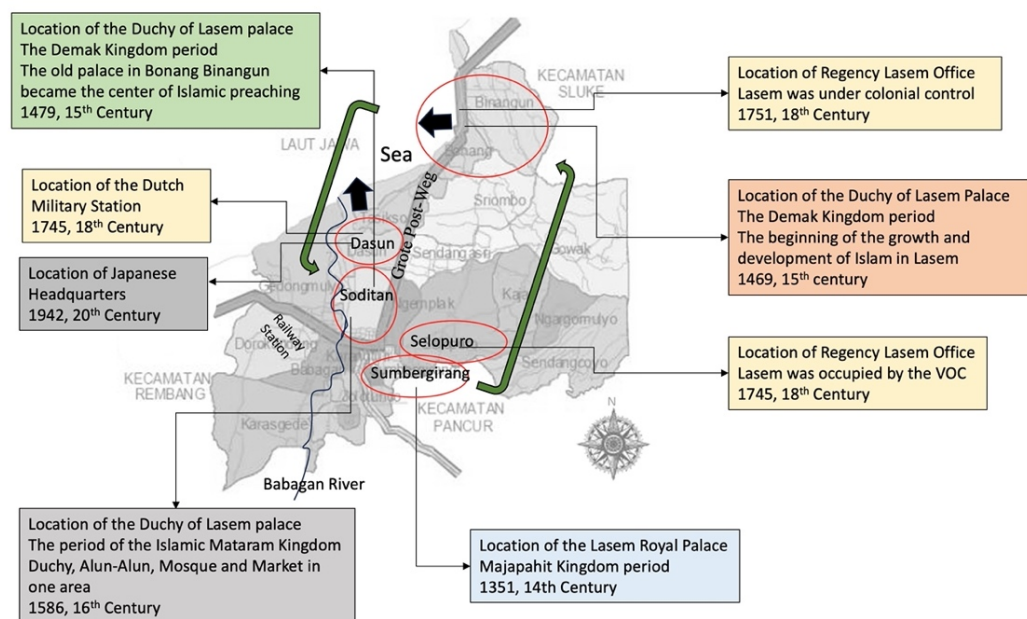 Location of the Duchy of Lasem palace
The Demak Kingdom period
The old palace in Bonang Binangun
became the center of Islamic preaching
1479, 15th Century
Location of the Dutch
Military Station
1745, 18th Century
Location of Japanese
Headquarters
1942, 20th Century
Location of the Duchy of Lasem palace
The period of the Islamic Mataram Kingdom
Duchy, Alun-Alun, Mosque and Market in
one area
1586, 16th Century
KECAMATAN
SLUKE
Binangun
Bonang
LAUT JAWA
Sea
Sriombo
Grote Post-Weg
Dasun
Dasun
Sendangasri
Gowak
Soditan
Ngemplak
Kajar
Ngargomulyo
Railway
Station
Selopuro
Sendangcoyo
Sumbergirang
KECAMATAN
REMBANG
KECAMATAN
PANCUR
Karasgede
Babagan River
N
Location of Regency Lasem Office
Lasem was under colonial control
1751, 18th Century
Location of the Duchy of Lasem Palace
The Demak Kingdom period
The beginning of the growth and
development of Islam in Lasem
1469, 15th century
Location of Regency Lasem Office
Lasem was occupied by the VOC
1745, 18th Century
Location of the Lasem Royal Palace
Majapahit Kingdom period
1351, 14th Century